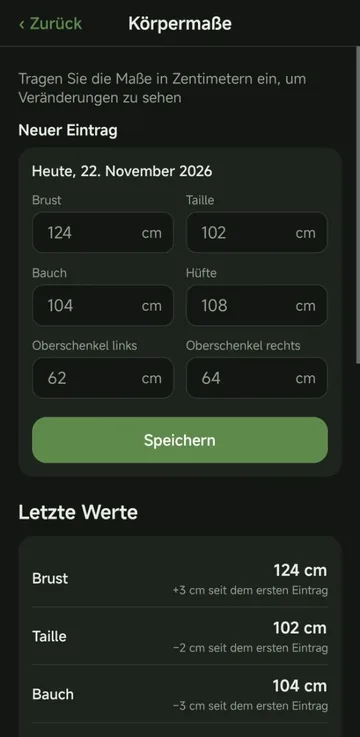 ‹ Zurück
Körpermaße
Tragen Sie die Maße in Zentimetern ein, um
Veränderungen zu sehen
Neuer Eintrag
Heute, 22. November 2026
Brust
Taille
124 cm
102 cm
Bauch
Hüfte
104 cm
108 cm
Oberschenkel links
Oberschenkel rechts
62 cm
64 cm
Speichern
Letzte Werte
Brust
124 cm
+3 cm seit dem ersten Eintrag
Taille
102 cm
−2 cm seit dem ersten Eintrag
Bauch
104 cm
−3 cm seit dem ersten Eintrag